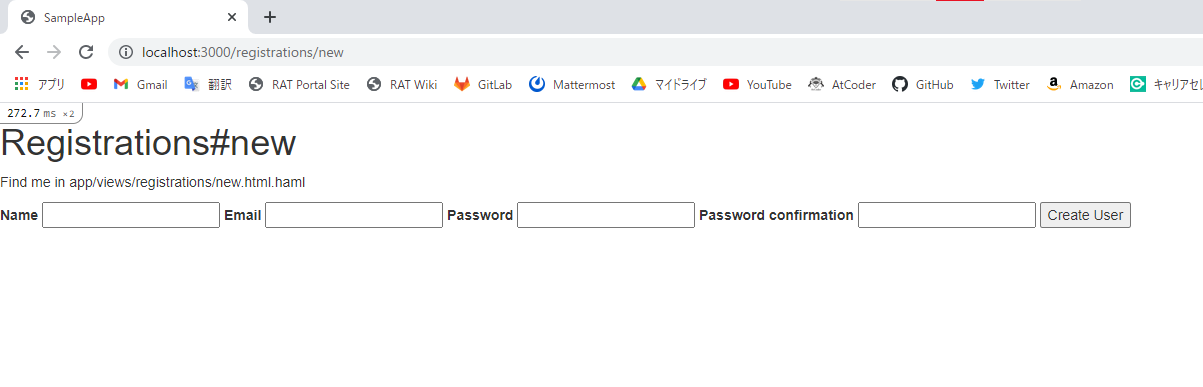 SampleApp
localhost:3000/registrations/new
アプリ Gmail 翻訳 RAT Portal Site RAT Wiki GitLab Mattermost マイドライブ YouTube AtCoder GitHub Twitter Amazon キャリアセレ
272.7 ms ×2
Registrations#new
Find me in app/views/registrations/new.html.haml
Name Email Password Password confirmation Create User